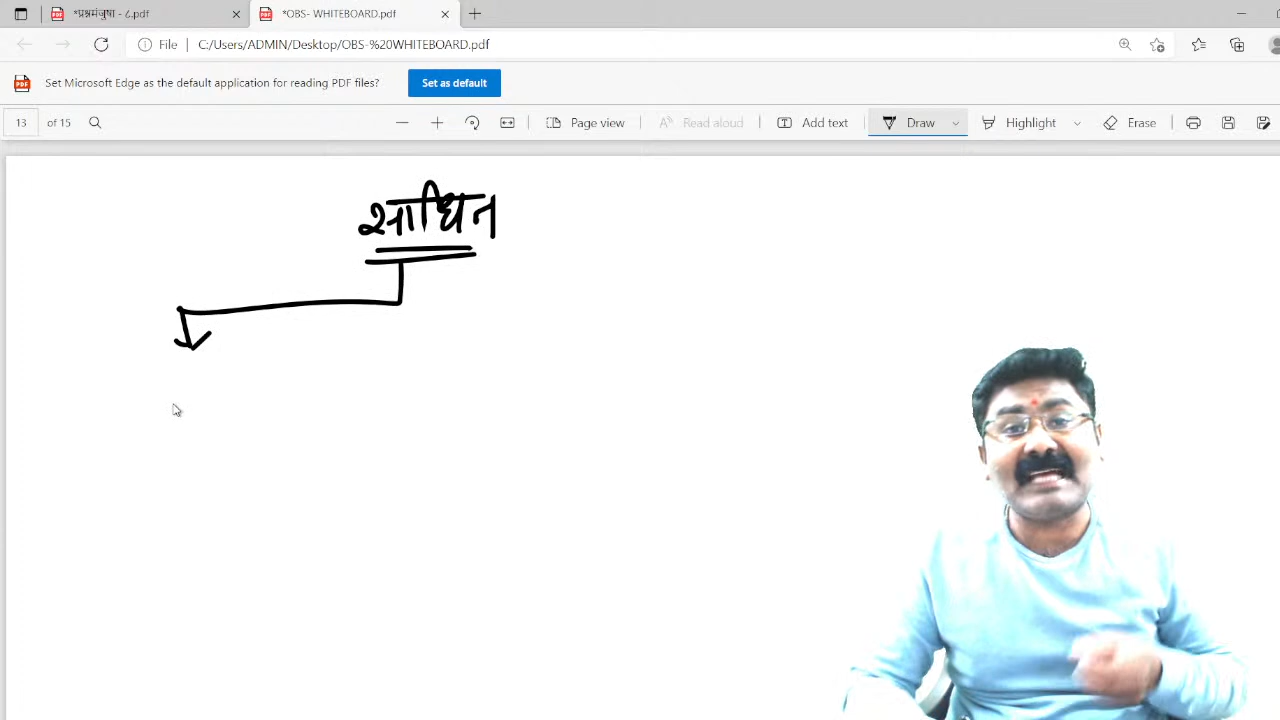 *प्रश्नमंजुषा - ८.pdf
*OBS- WHITEBOARD.pdf
File C:/Users/ADMIN/Desktop/OBS-%20WHITEBOARD.pdf
Set Microsoft Edge as the default application for reading PDF files? Set as default
13 of 15 Page view Read aloud Add text Draw Highlight Erase
साधित